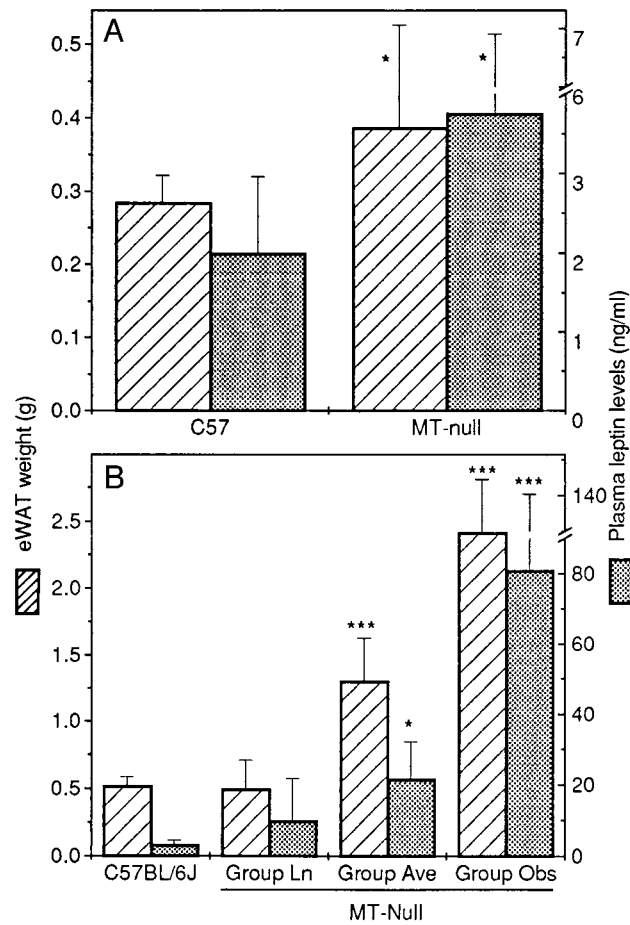 A
0.5
0.4
0.3
0.2
0.1
0.0
7
6
3
2
1
0
*
*
C57
MT-null
eWAT weight (g)
Plasma leptin levels (ng/ml)
B
2.5
2.0
1.5
1.0
0.5
0.0
140
80
60
40
20
0
***
*
***
***
C57BL/6J
Group Ln
Group Ave
Group Obs
MT-Null